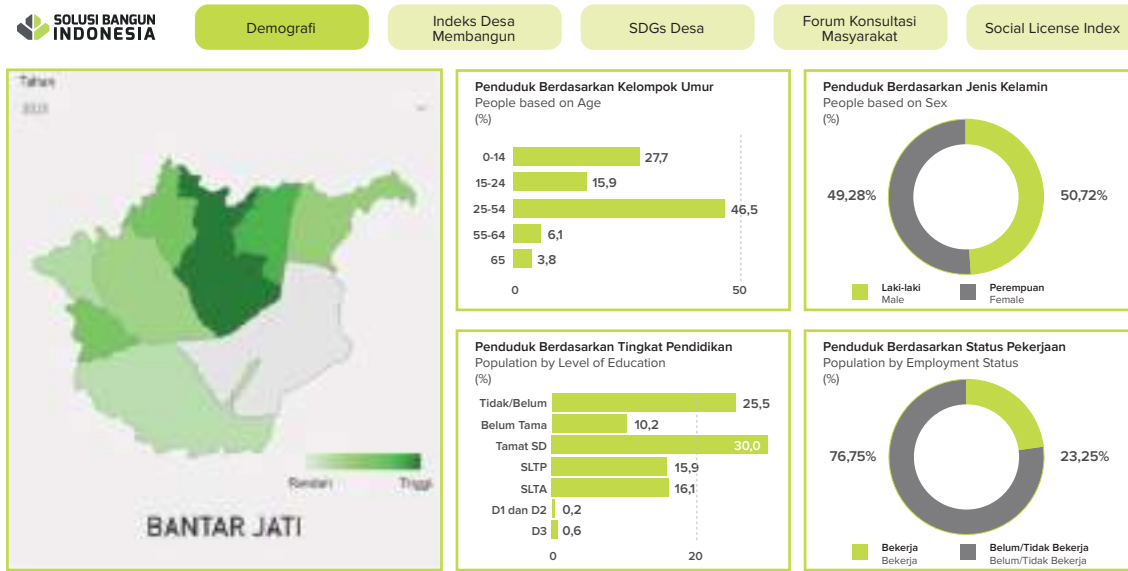 SOLUSI BANGUN
INDONESIA
Demografi
Indeks Desa
Membangun
SDGs Desa
Forum Konsultasi
Masyarakat
Social License Index
Tahun
Rendah
Tinggi
BANTAR JATI
Penduduk Berdasarkan Kelompok Umur
People based on Age
(%)
0-14 27,7
15-24 15,9
25-54 46,5
55-64 6,1
65 3,8
0 50
Penduduk Berdasarkan Jenis Kelamin
People based on Sex
(%)
49,28% 50,72%
Laki-laki Perempuan
Male Female
Penduduk Berdasarkan Tingkat Pendidikan
Population by Level of Education
(%)
Tidak/Belum 25,5
Belum Tama 10,2
Tamat SD 30,0
SLTP 15,9
SLTA 16,1
D1 dan D2 0,2
D3 0,6
0 20
Penduduk Berdasarkan Status Pekerjaan
Population by Employment Status
(%)
76,75% 23,25%
Bekerja Belum/Tidak Bekerja
Bekerja Belum/Tidak Bekerja